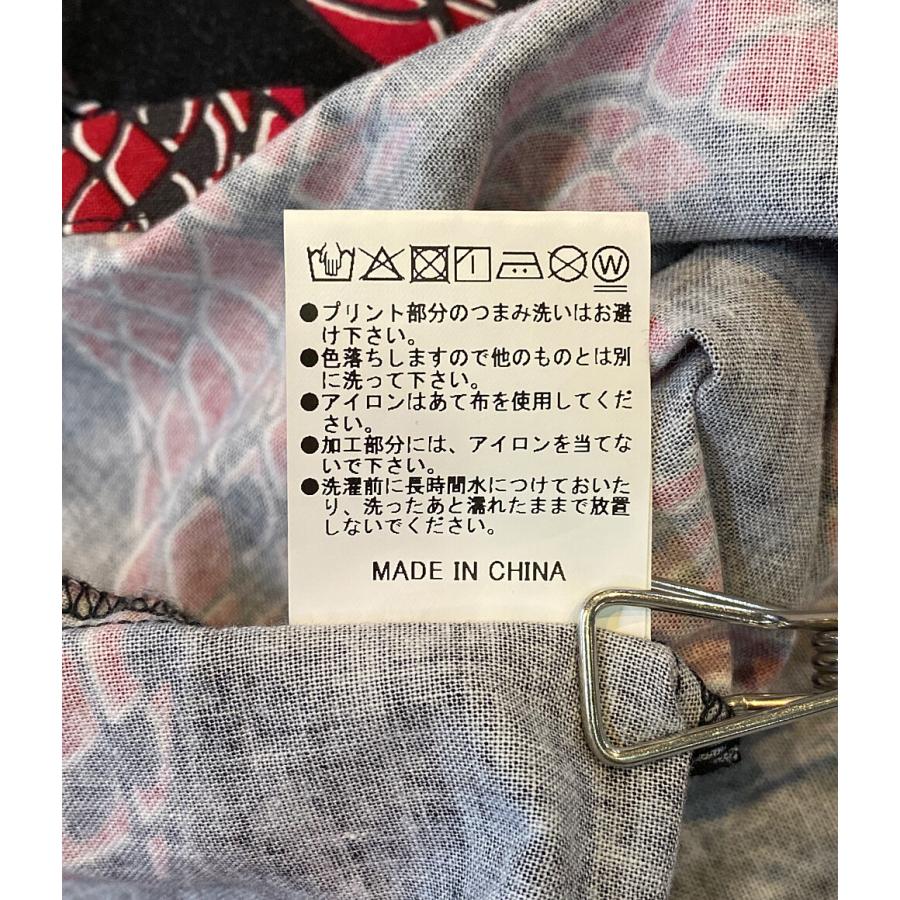 W
●プリント部分のつまみ洗いはお避
け下さい。
●色落ちしますので他のものとは別
に洗って下さい。
●アイロンはあて布を使用してくだ
さい。
●加工部分には、アイロンを当てな
いで下さい。
●洗濯前に長時間水につけておいた
り、洗ったあと濡れたままで放置
しないでください。
MADE IN CHINA